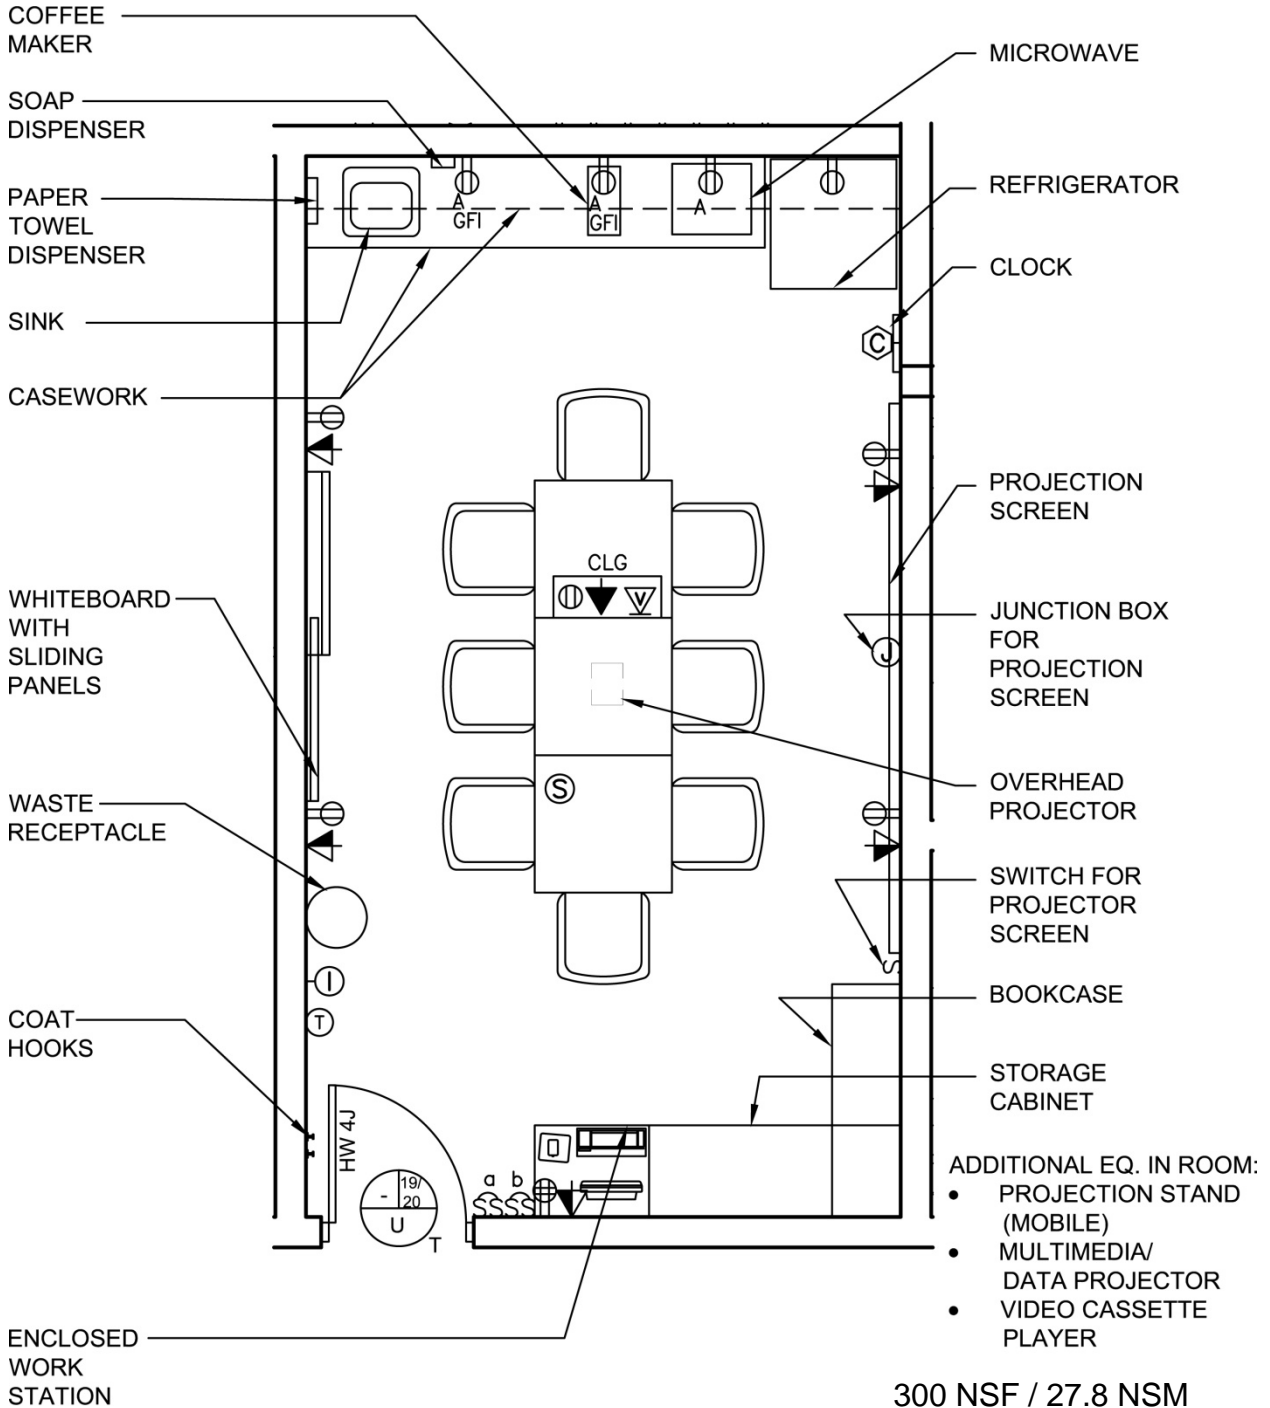 COFFEE
MAKER
SOAP
DISPENSER
PAPER
TOWEL
DISPENSER
SINK
CASEWORK
WHITEBOARD
WITH
SLIDING
PANELS
WASTE
RECEPTACLE
COAT
HOOKS
ENCLOSED
WORK
STATION
A
GFI
A
GFI
A
C
CLG
V
J
S
S
I
T
HW 4J
19/
20
-
U
T
a b
SS SS
MICROWAVE
REFRIGERATOR
CLOCK
PROJECTION
SCREEN
JUNCTION BOX
FOR
PROJECTION
SCREEN
OVERHEAD
PROJECTOR
SWITCH FOR
PROJECTOR
SCREEN
BOOKCASE
STORAGE
CABINET
ADDITIONAL EQ. IN ROOM:
• PROJECTION STAND
(MOBILE)
• MULTIMEDIA/
DATA PROJECTOR
• VIDEO CASSETTE
PLAYER
300 NSF / 27.8 NSM